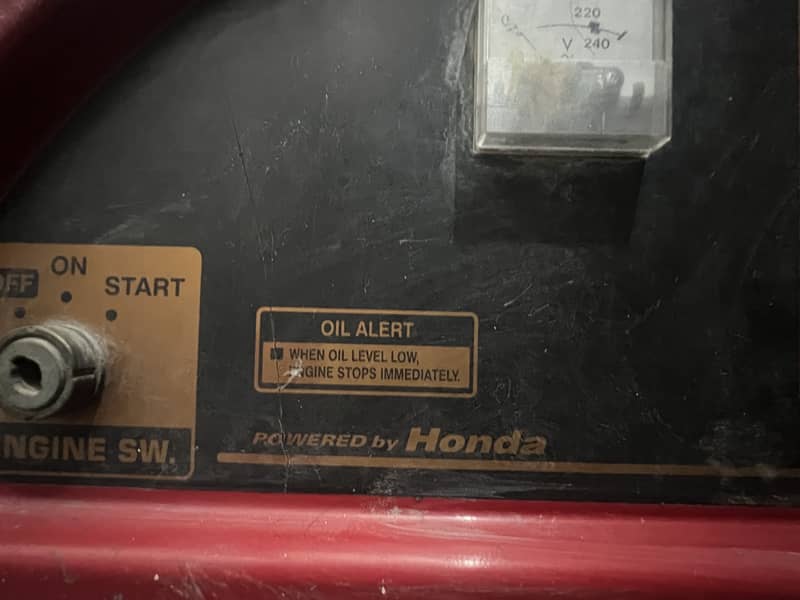 220
V 240
OFF
ON
START
ENGINE SW.
OIL ALERT
WHEN OIL LEVEL LOW,
ENGINE STOPS IMMEDIATELY.
POWERED by Honda